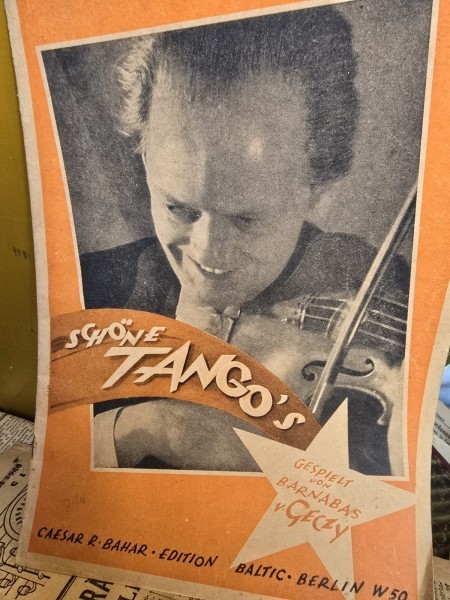 SCHÖNE
TANGO'S
GESPIELT
VON
BARNABAS
v. GECZY
CAESAR R · BAHAR · EDITION BALTIC · BERLIN W 50